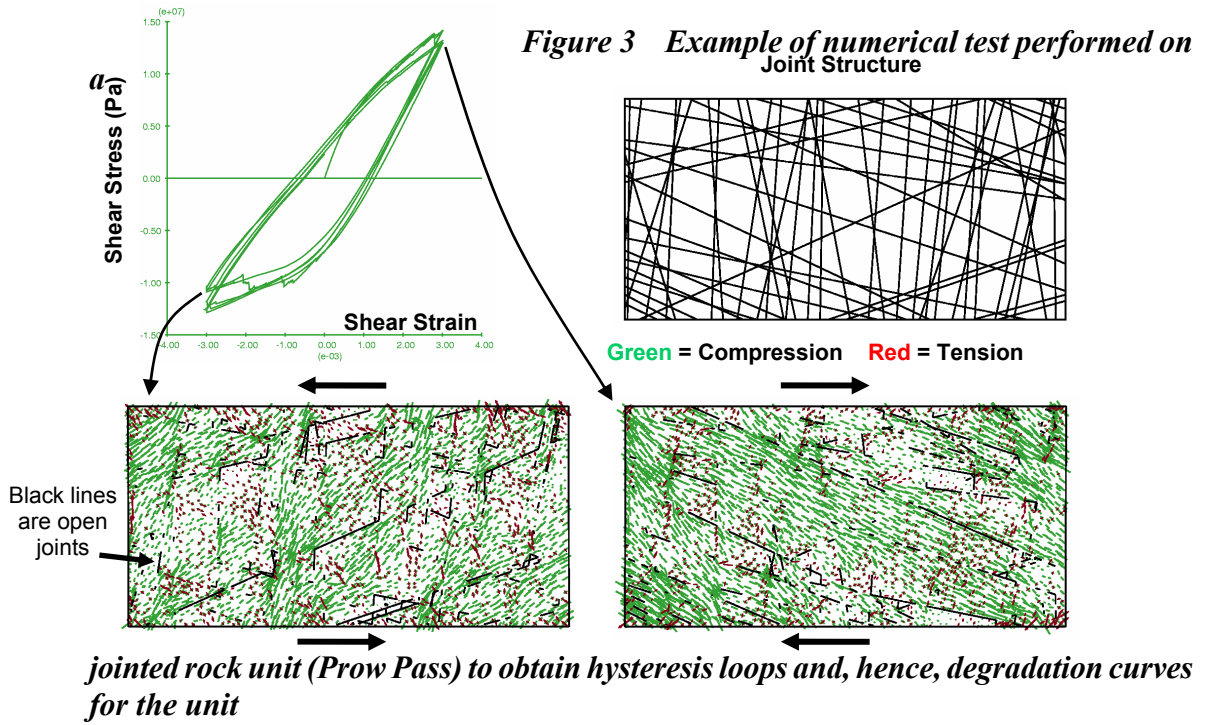 Figure 3 Example of numerical test performed on
a
(e+07)
1.50
1.00
0.50
0.00
-0.50
-1.00
-1.50
Shear Stress (Pa)
-4.00 -3.00 -2.00 -1.00 0.00 1.00 2.00 3.00 4.00
(e-03)
Shear Strain
Joint Structure
Green = Compression Red = Tension
Black lines
are open
joints
jointed rock unit (Prow Pass) to obtain hysteresis loops and, hence, degradation curves
for the unit